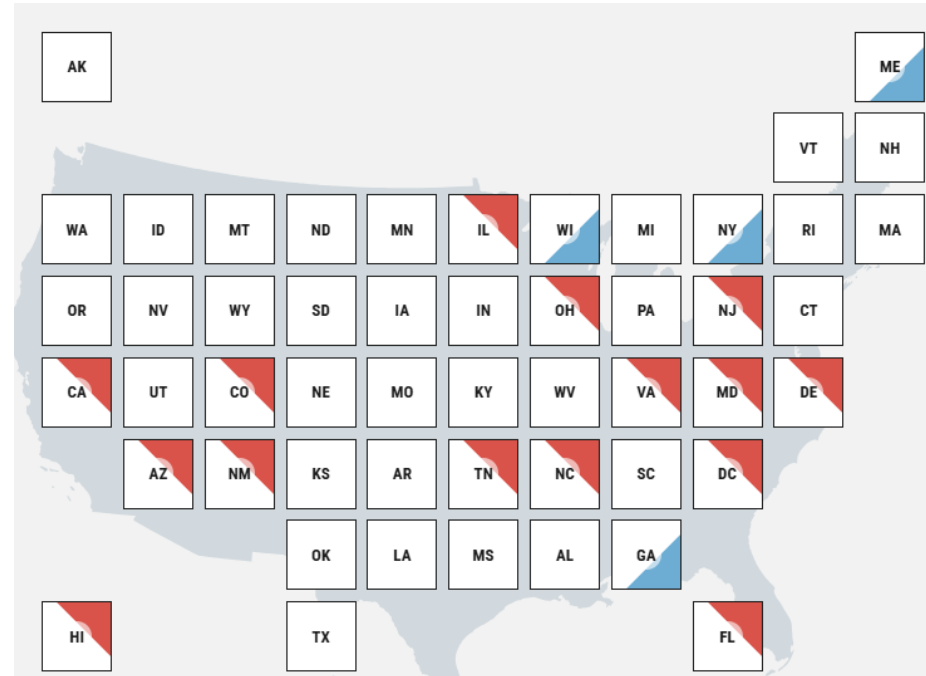 AK ME
VT NH
WA ID MT ND MN IL WI MI NY RI MA
OR NV WY SD IA IN OH PA NJ CT
CA UT CO NE MO KY WV VA MD DE
AZ NM KS AR TN NC SC DC
OK LA MS AL GA
HI TX FL